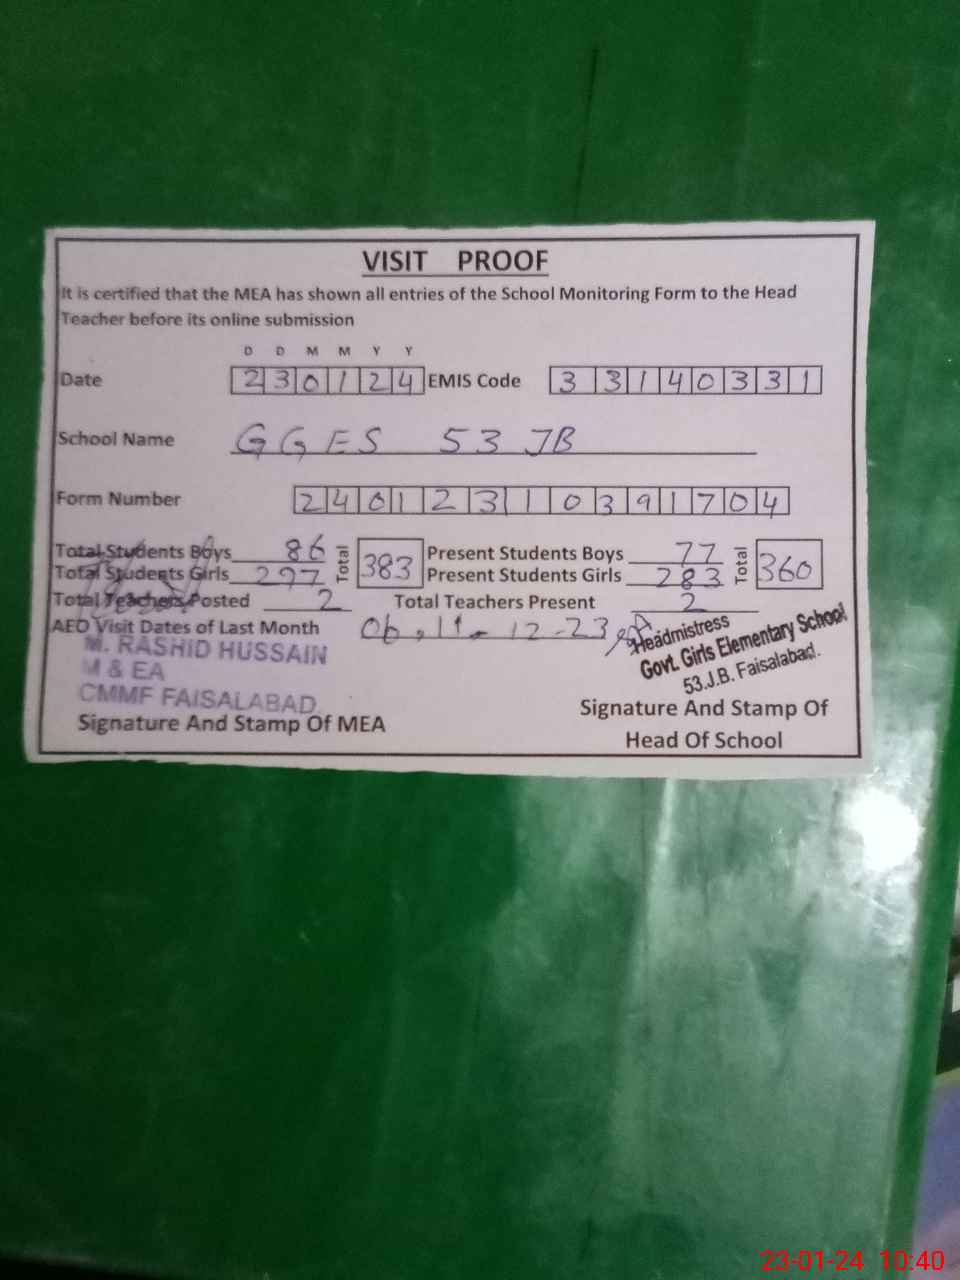 VISIT PROOF
It is certified that the MEA has shown all entries of the School Monitoring Form to the Head
Teacher before its online submission
D D M M Y Y
Date 230124 EMIS Code 33140331
School Name GGES 53 JB
Form Number 24012310391704
Total Students Boys 86 Total 383 Present Students Boys 77 Total 360
Total Students Girls 297 Present Students Girls 283
Total Teachers Posted 2 Total Teachers Present 2
AEO Visit Dates of Last Month 06, 11 - 12-23
Headmistress
Govt. Girls Elementary School
53.J.B. Faisalabad.
M. RASHID HUSSAIN
M & EA
CMMF FAISALABAD.
Signature And Stamp Of MEA
Signature And Stamp Of
Head Of School
23-01-24 10:40